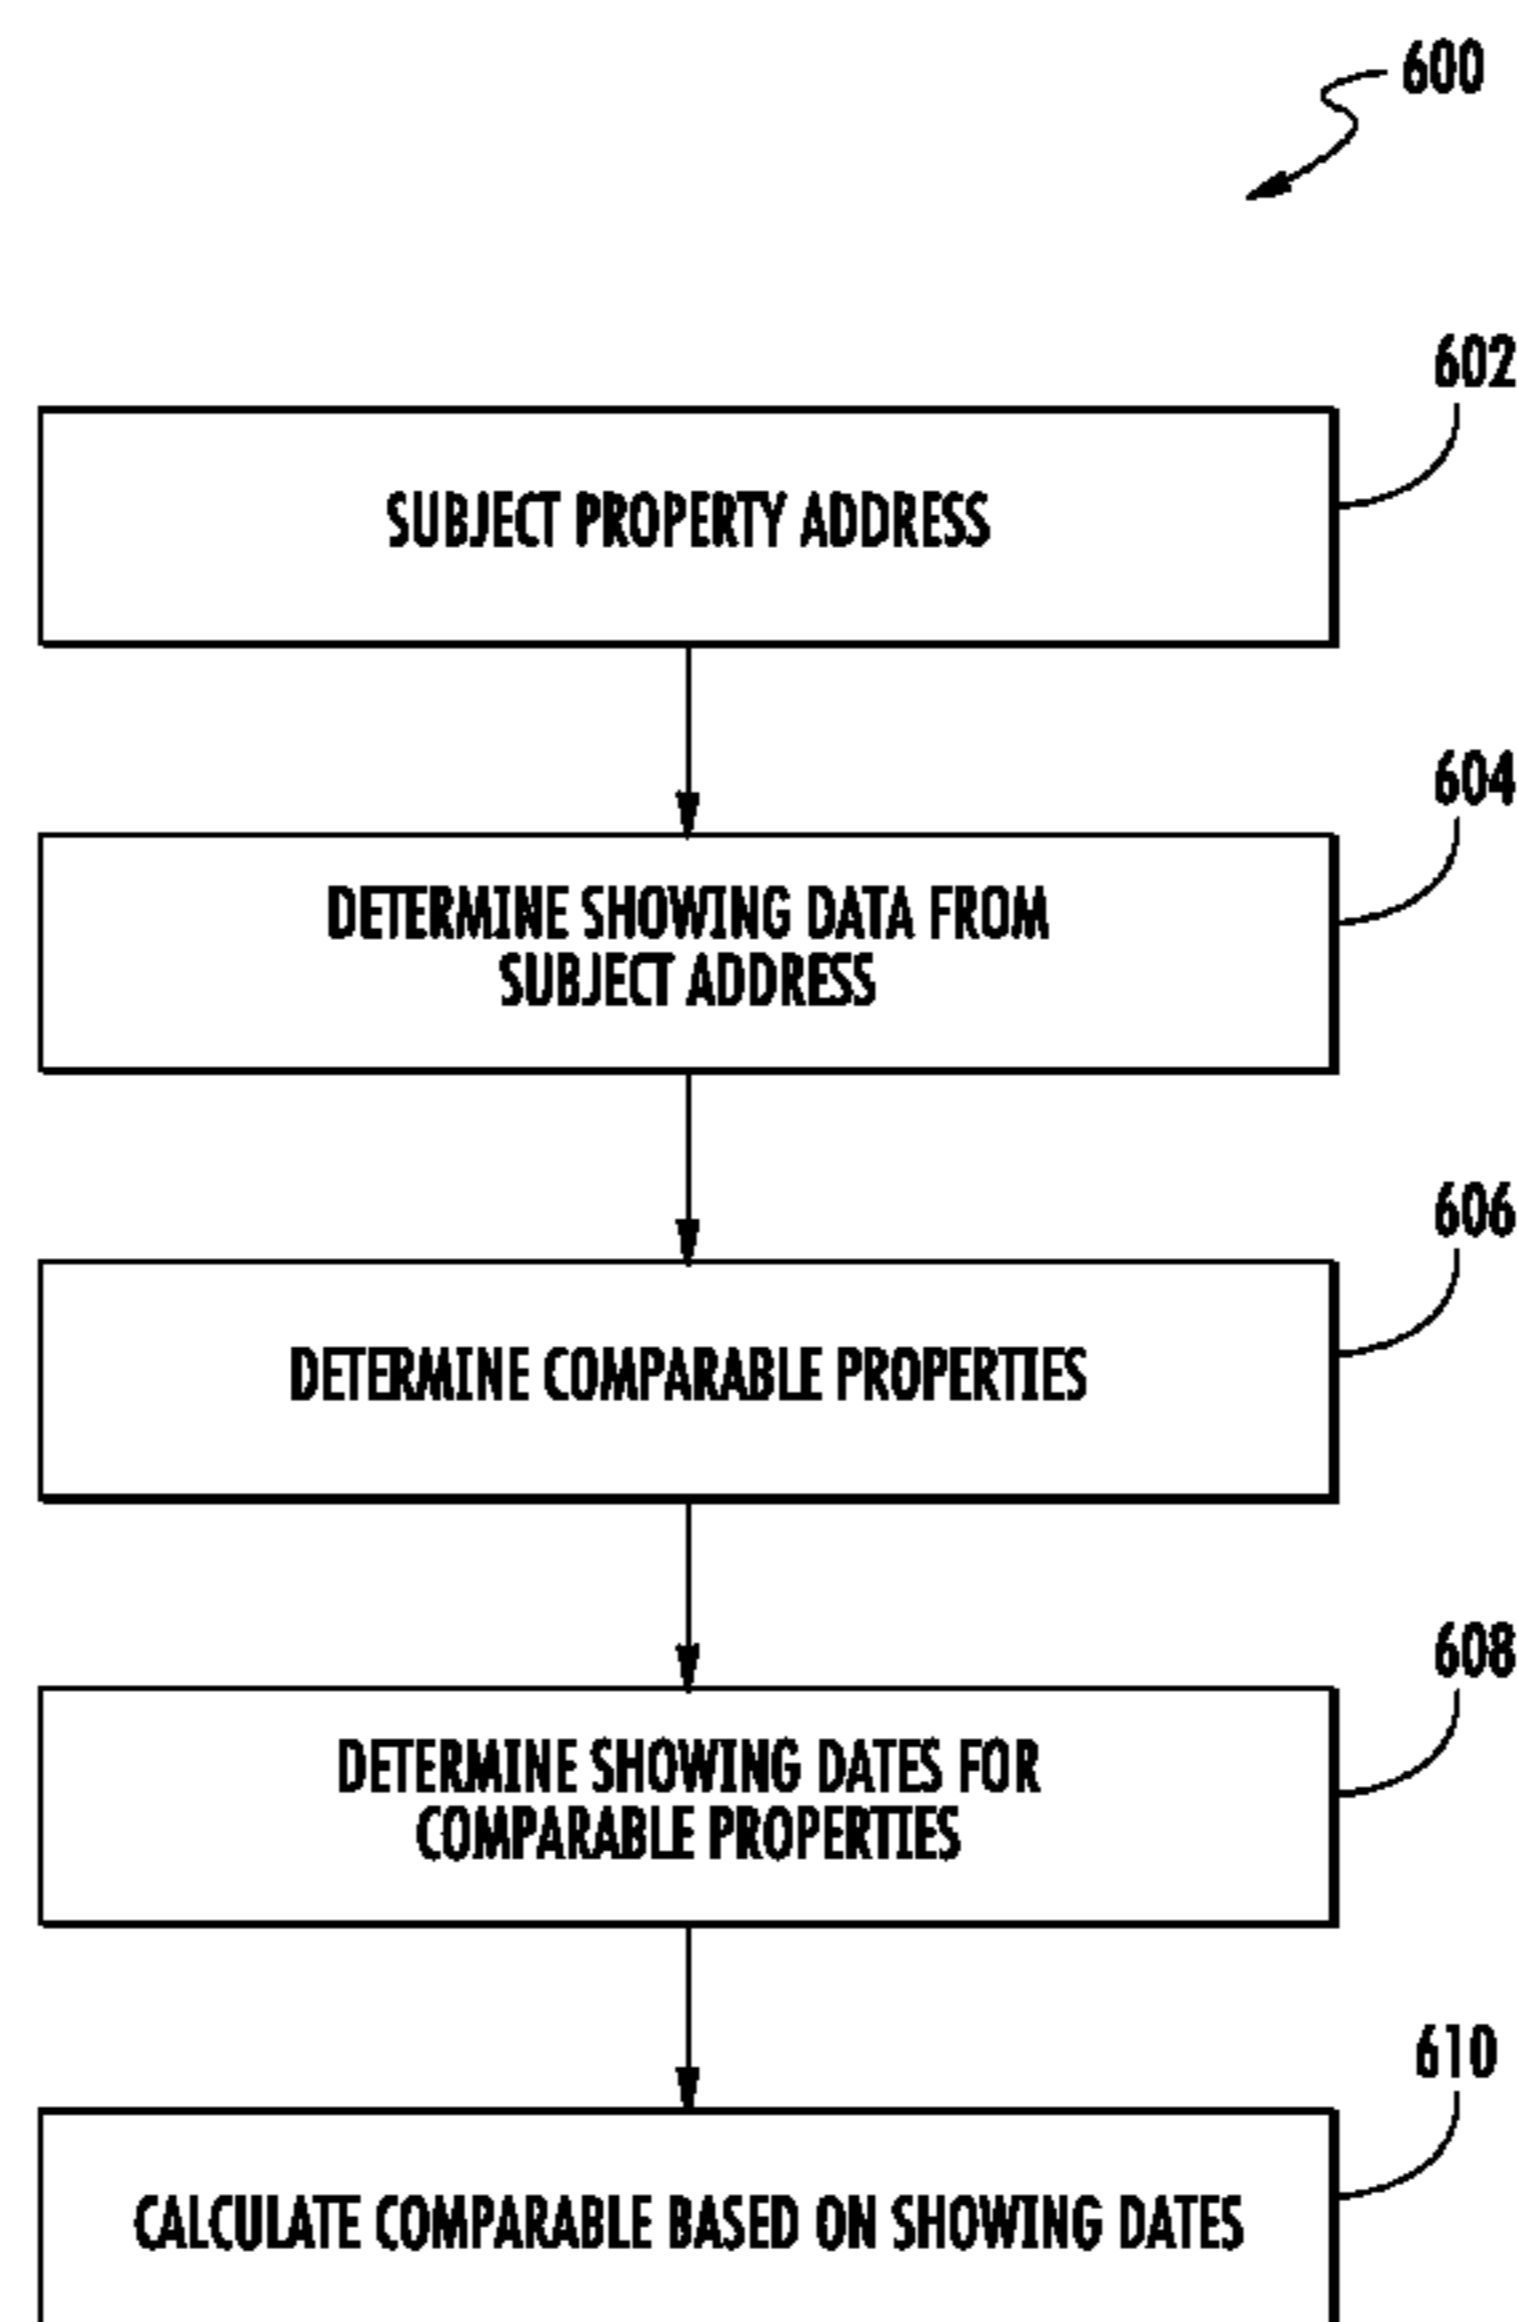 600
602
SUBJECT PROPERTY ADDRESS
604
DETERMINE SHOWING DATA FROM
SUBJECT ADDRESS
606
DETERMINE COMPARABLE PROPERTIES
608
DETERMINE SHOWING DATES FOR
COMPARABLE PROPERTIES
610
CALCULATE COMPARABLE BASED ON SHOWING DATES